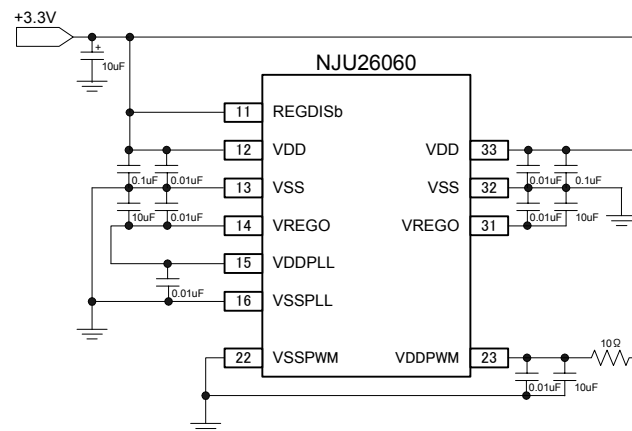 +3.3V
+
10uF
NJU26060
11 REGDISb
12 VDD VDD 33
0.1uF 0.01uF 0.01uF 0.1uF
13 VSS VSS 32
10uF 0.01uF 0.01uF 10uF
14 VREGO VREGO 31
15 VDDPLL
0.01uF
16 VSSPLL
10Ω
22 VSSPWM VDDPWM 23
0.01uF 10uF